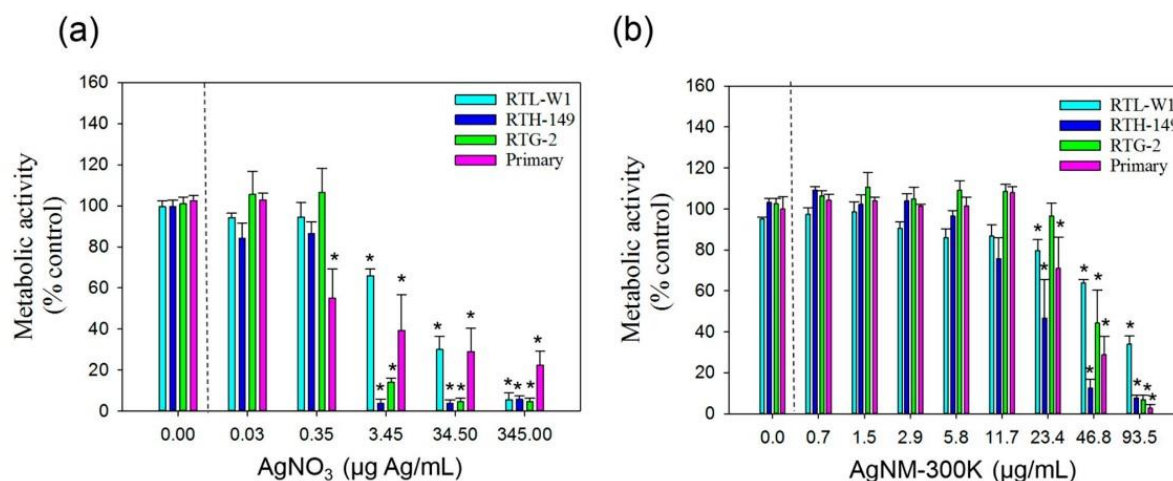 (a)
Metabolic activity
(% control)
160
140
120
100
80
60
40
20
0
RTL-W1
RTH-149
RTG-2
Primary
* * * * * * * * * * *
0.00 0.03 0.35 3.45 34.50 345.00
AgNO₃ (µg Ag/mL)
(b)
Metabolic activity
(% control)
160
140
120
100
80
60
40
20
0
RTL-W1
RTH-149
RTG-2
Primary
* * * * * * * * * * *
0.0 0.7 1.5 2.9 5.8 11.7 23.4 46.8 93.5
AgNM-300K (µg/mL)